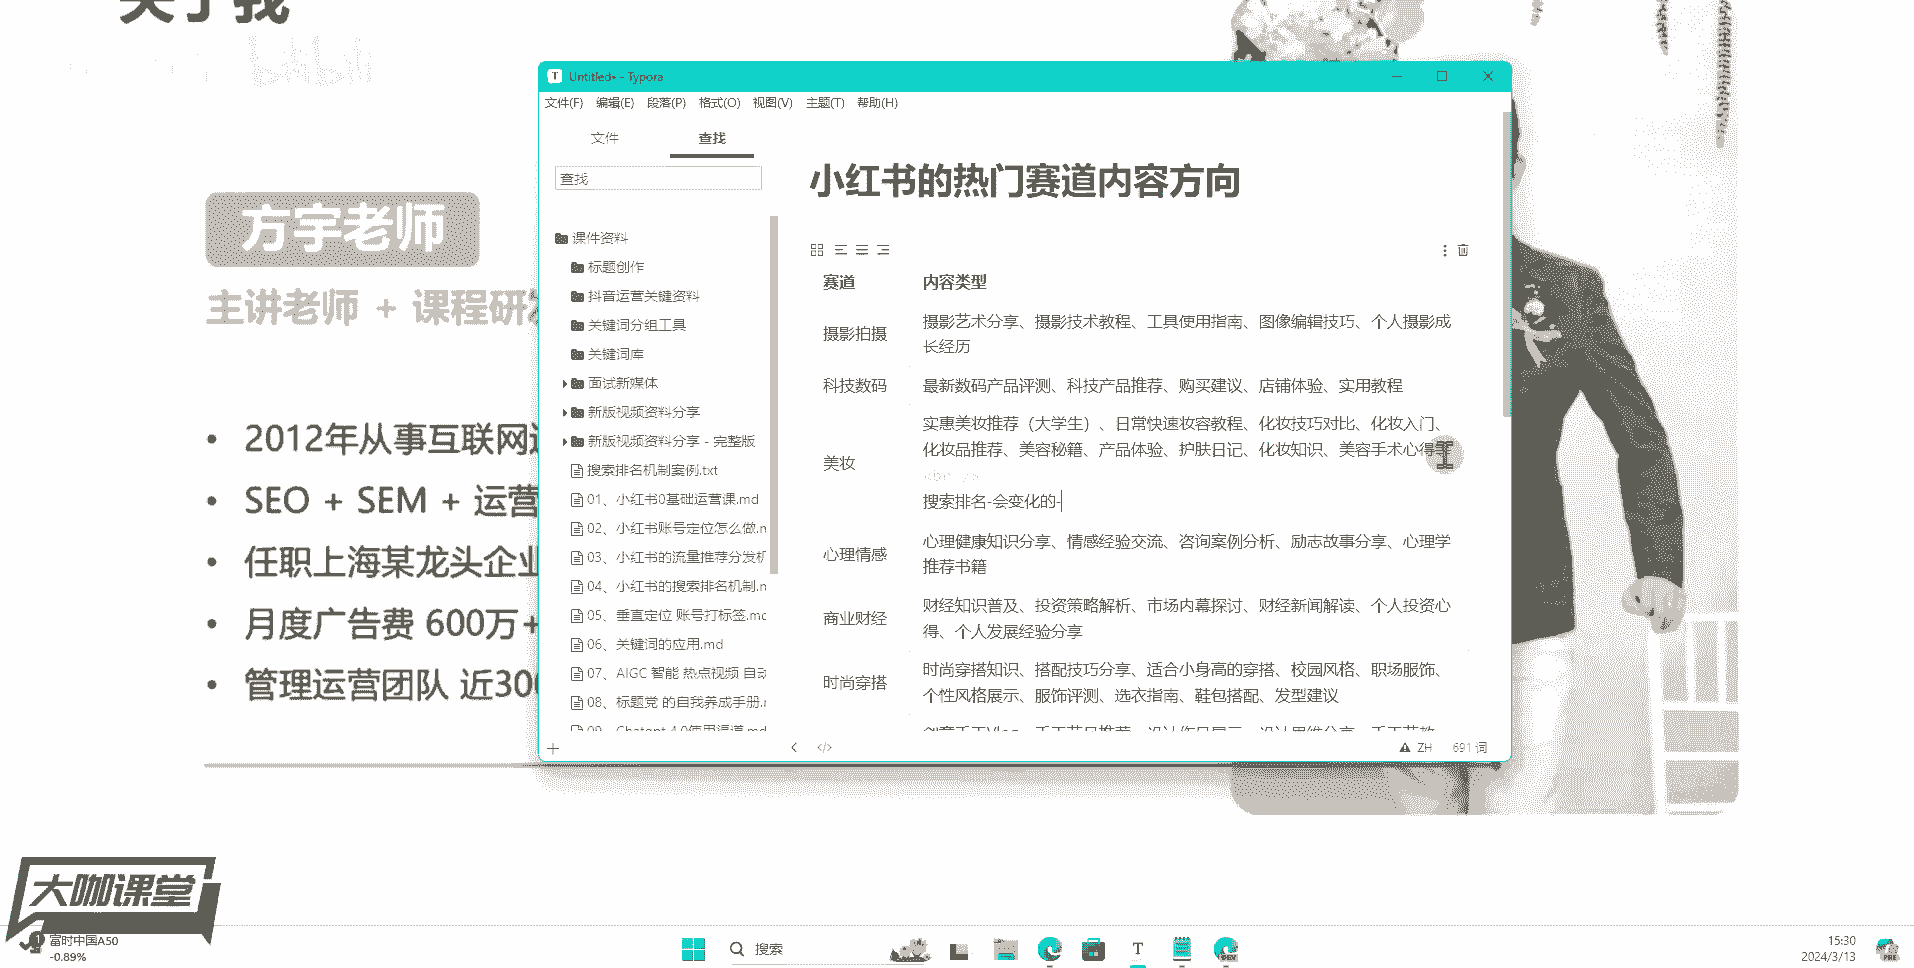 关于我
bilibili
方宇老师
主讲老师 + 课程研发
2012年从事互联网运
SEO + SEM + 运营
任职上海某龙头企业
月度广告费 600万+
管理运营团队 近300
Untitled• - Typora
文件(F) 编辑(E) 段落(P) 格式(O) 视图(V) 主题(T) 帮助(H)
文件 查找
查找
课件资料
标题创作
抖音运营关键资料
关键词分组工具
关键词库
面试新媒体
新版视频资料分享
新版视频资料分享 - 完整版
搜索排名机制案例.txt
01、小红书0基础运营课.md
02、小红书账号定位怎么做.m
03、小红书的流量推荐分发机
04、小红书的搜索排名机制.m
05、垂直定位 账号打标签.mc
06、关键词的应用.md
07、AIGC 智能 热点视频 自动
08、标题党 的自我养成手册.r
09、Chatgpt 4.0使用渠道.md
小红书的热门赛道内容方向
赛道 内容类型
摄影拍摄 摄影艺术分享、摄影技术教程、工具使用指南、图像编辑技巧、个人摄影成
长经历
科技数码 最新数码产品评测、科技产品推荐、购买建议、店铺体验、实用教程
美妆 实惠美妆推荐（大学生）、日常快速妆容教程、化妆技巧对比、化妆入门、
化妆品推荐、美容秘籍、产品体验、护肤日记、化妆知识、美容手术心得等
<br />
搜索排名-会变化的-
心理情感 心理健康知识分享、情感经验交流、咨询案例分析、励志故事分享、心理学
推荐书籍
商业财经 财经知识普及、投资策略解析、市场内幕探讨、财经新闻解读、个人投资心
得、个人发展经验分享
时尚穿搭 时尚穿搭知识、搭配技巧分享、适合小身高的穿搭、校园风格、职场服饰、
个性风格展示、服饰评测、选衣指南、鞋包搭配、发型建议
ZH 691 词
大咖课堂
1
富时中国A50
-0.89%
搜索
T
DEV
15:30
2024/3/13
PRE